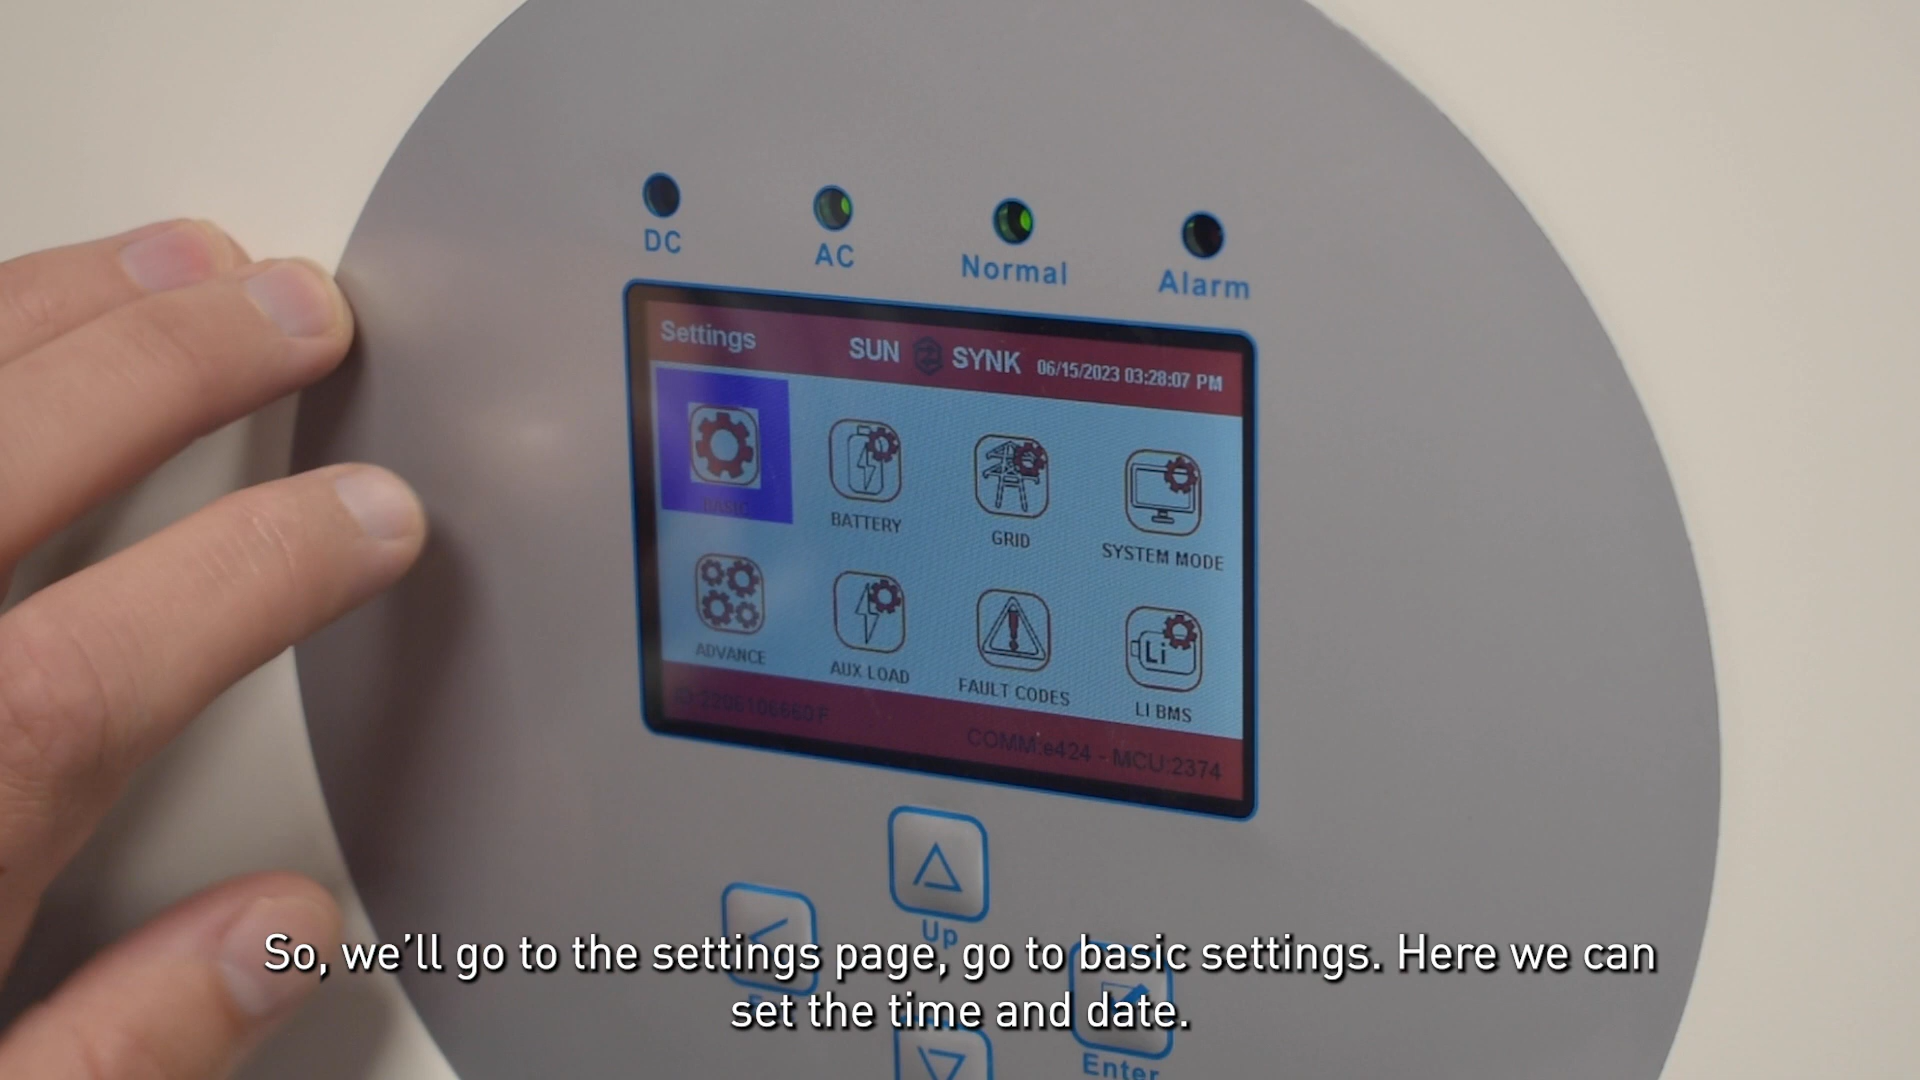 DC
AC
Normal
Alarm
Settings
SUN SYNK
06/15/2023 03:28:07 PM
BASIC
BATTERY
GRID
SYSTEM MODE
ADVANCE
AUX LOAD
FAULT CODES
Li
LI BMS
COMM:e424 - MCU:2374
Up
Enter
So, we’ll go to the settings page, go to basic settings. Here we can
set the time and date.